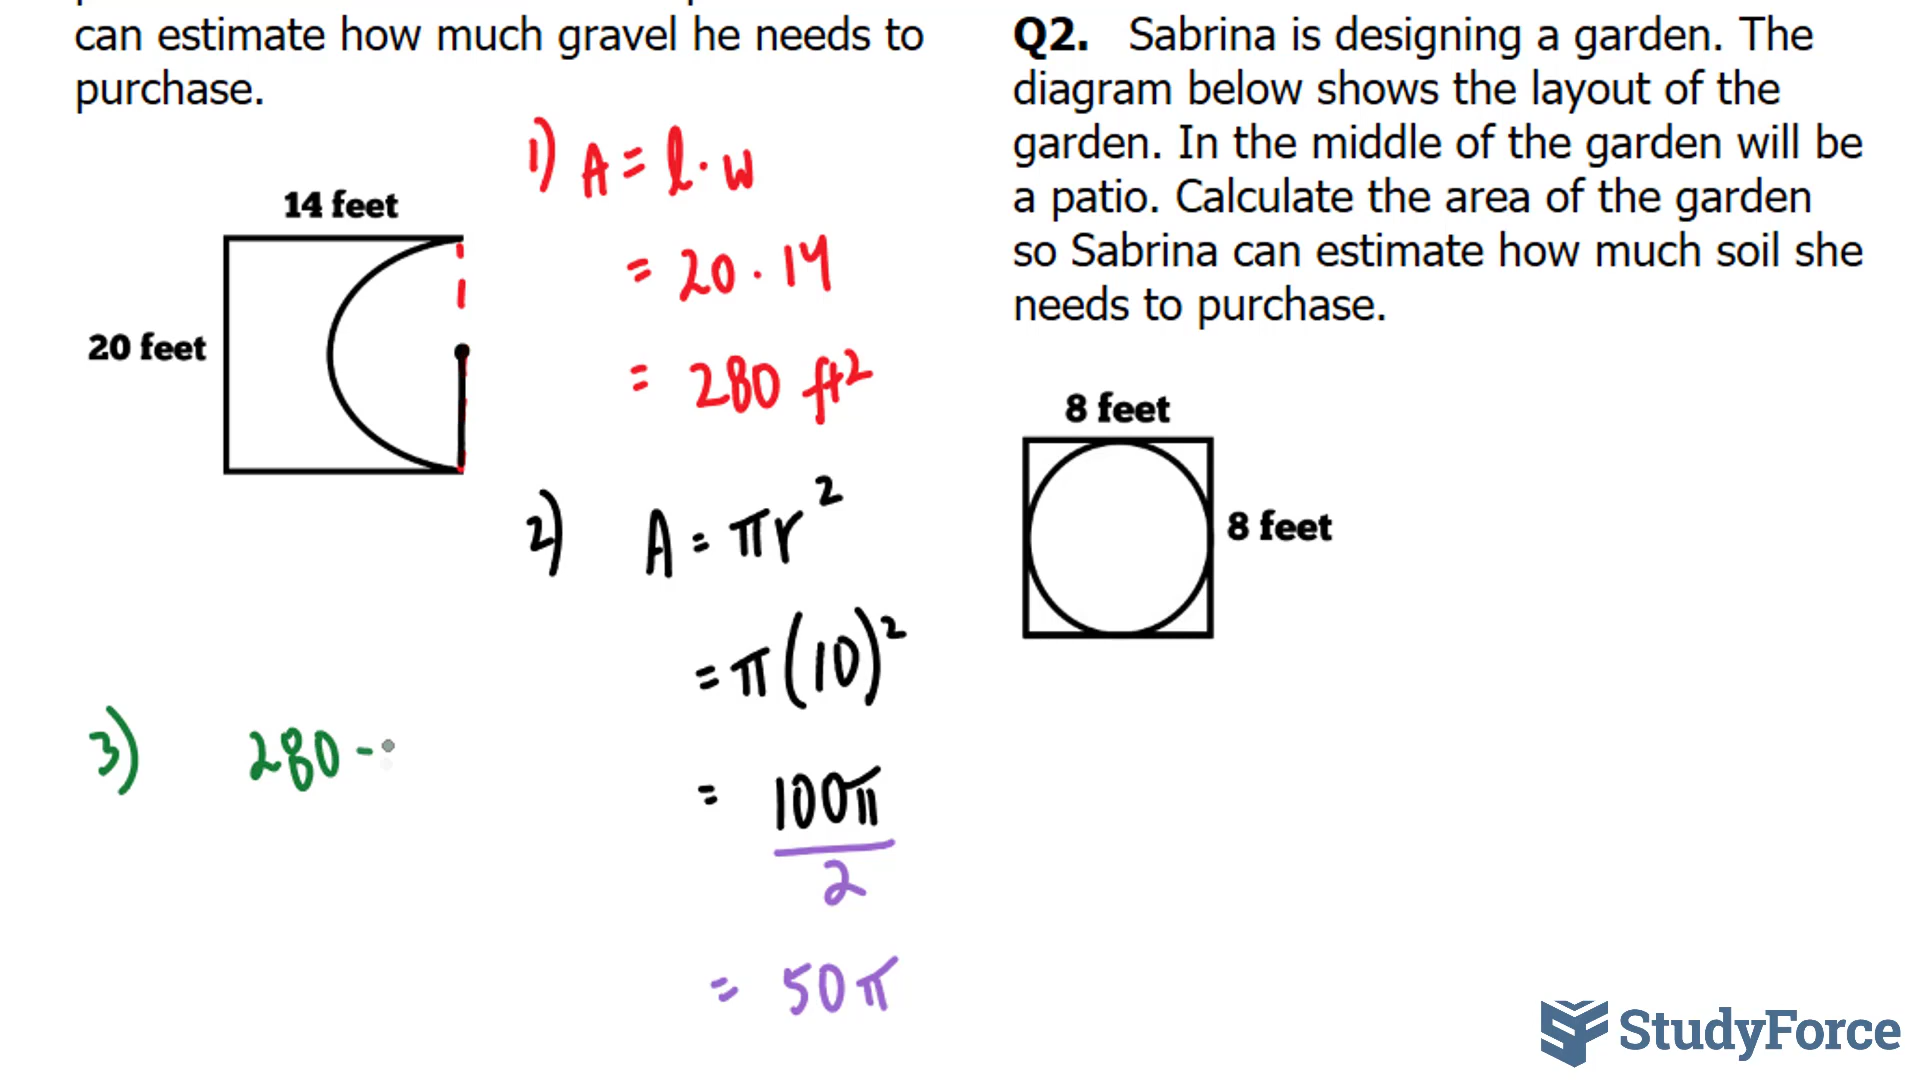 can estimate how much gravel he needs to
purchase.
14 feet
20 feet
1) A = l · w
= 20 · 14
= 280 ft²
2) A = πr²
= π(10)²
= 100π
2
= 50π
3) 280 -
Q2. Sabrina is designing a garden. The
diagram below shows the layout of the
garden. In the middle of the garden will be
a patio. Calculate the area of the garden
so Sabrina can estimate how much soil she
needs to purchase.
8 feet
8 feet
StudyForce